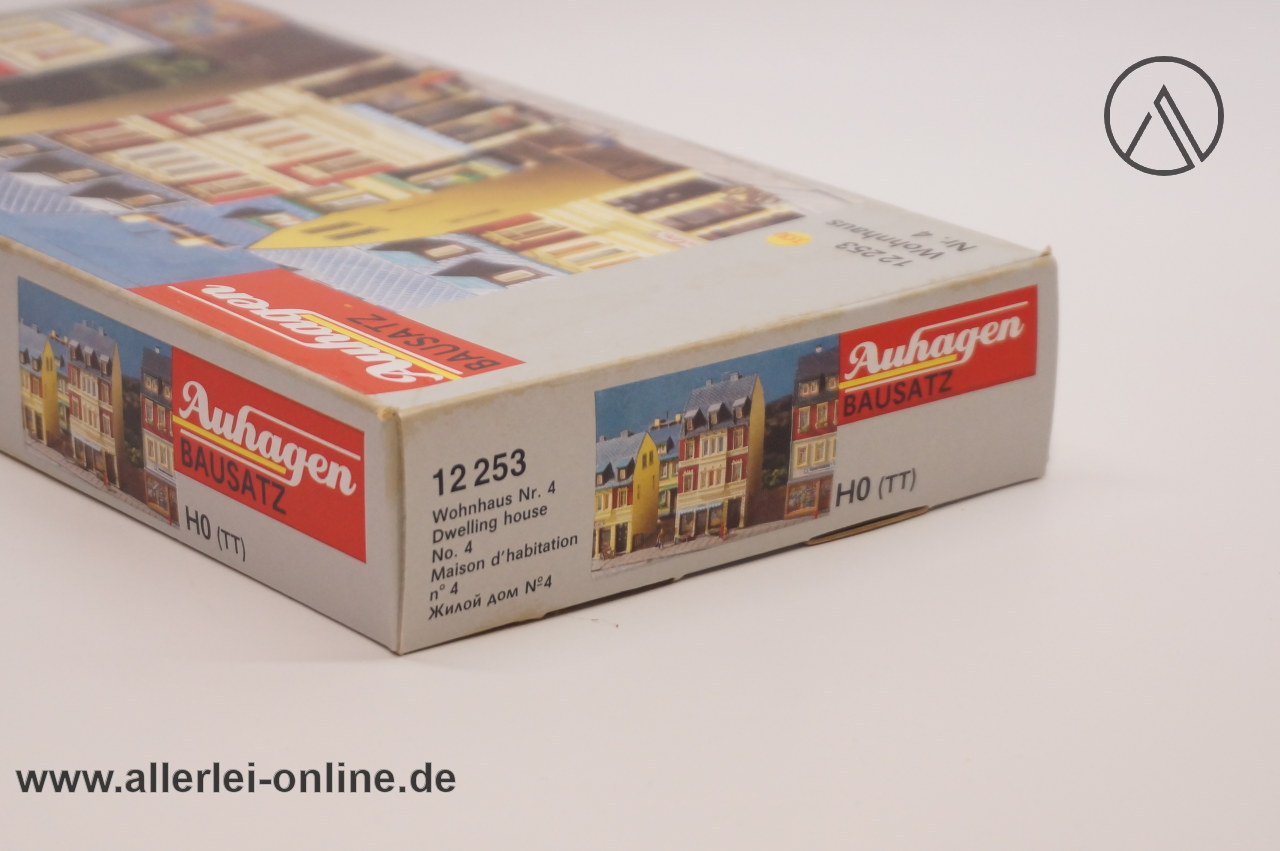 12 253
Wohnhaus
Nr. 4
Auhagen
BAUSATZ
Auhagen
BAUSATZ
H0 (TT)
12 253
Wohnhaus Nr. 4
Dwelling house
No. 4
Maison d'habitation
n° 4
Жилой дом №4
Auhagen
BAUSATZ
H0 (TT)
www.allerlei-online.de